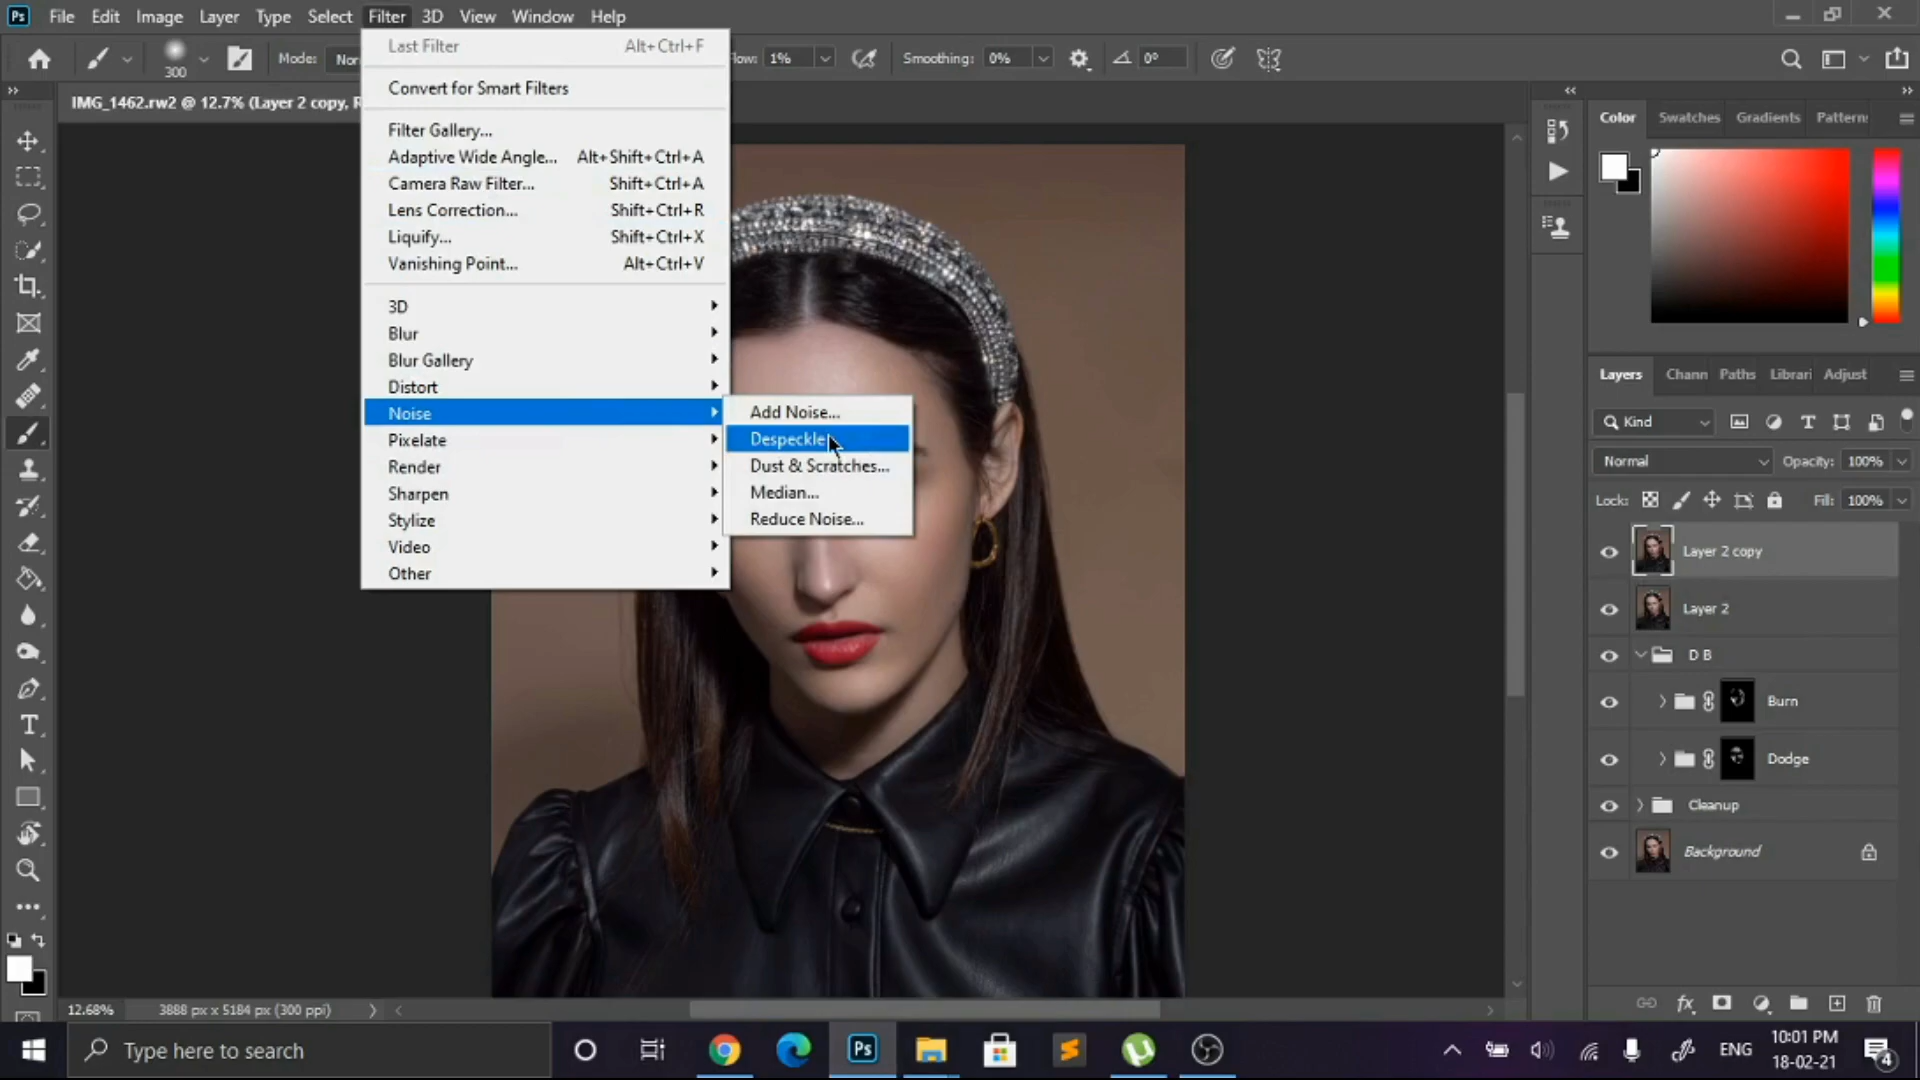 Ps File Edit Image Layer Type Select Filter 3D View Window Help
300 Mode: Flow: 1% Smoothing: 0% 0°
IMG_1462.rw2 @ 12.7% (Layer 2 copy,
Last Filter Alt+Ctrl+F
Convert for Smart Filters
Filter Gallery...
Adaptive Wide Angle... Alt+Shift+Ctrl+A
Camera Raw Filter... Shift+Ctrl+A
Lens Correction... Shift+Ctrl+R
Liquify... Shift+Ctrl+X
Vanishing Point... Alt+Ctrl+V
3D
Blur
Blur Gallery
Distort
Noise
Pixelate
Render
Sharpen
Stylize
Video
Other
Add Noise...
Despeckle
Dust & Scratches...
Median...
Reduce Noise...
Color Swatches Gradients Pattern
Layers Chann Paths Librari Adjust
Kind
Normal Opacity: 100%
Lock: Fill: 100%
Layer 2 copy
Layer 2
D B
Burn
Dodge
Cleanup
Background
fx
12.68% 3888 px x 5184 px (300 ppi)
Type here to search
Ps
ENG
10:01 PM
18-02-21
4